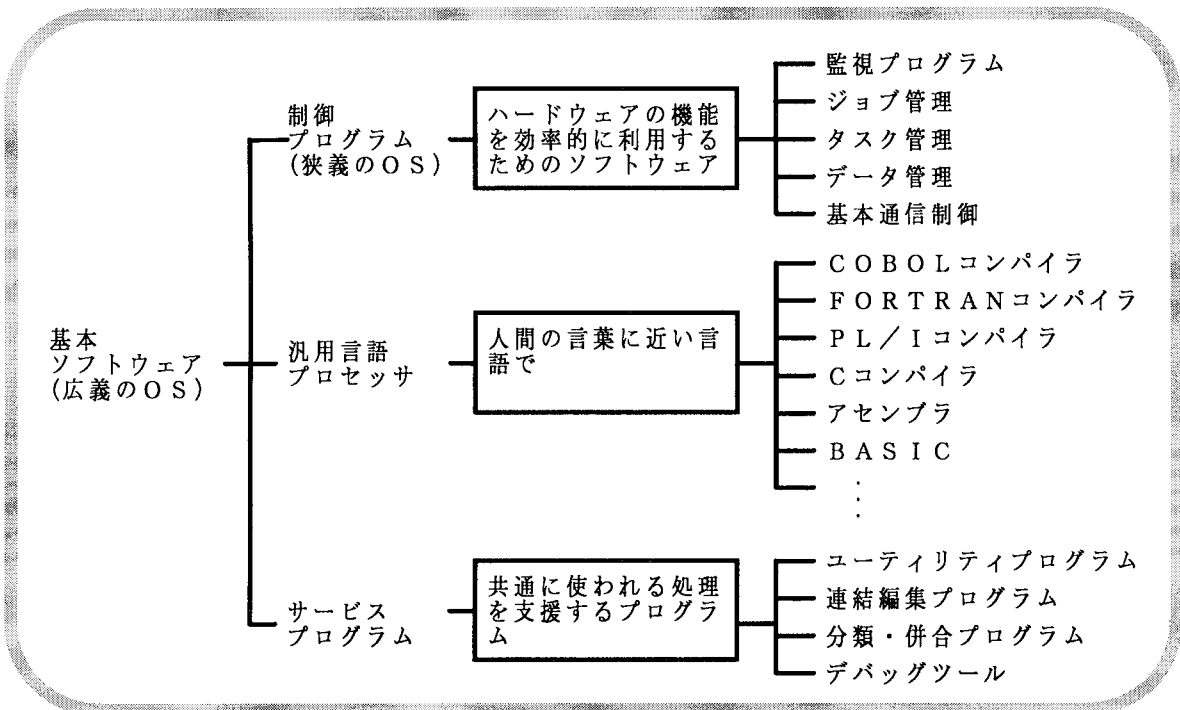 制御
プログラム
(狭義のOS)
ハードウェアの機能
を効率的に利用する
ためのソフトウェア
監視プログラム
ジョブ管理
タスク管理
データ管理
基本通信制御
基本
ソフトウェア
(広義のOS)
汎用言語
プロセッサ
人間の言葉に近い言
語で
COBOLコンパイラ
FORTRANコンパイラ
PL/Iコンパイラ
Cコンパイラ
アセンブラ
BASIC
:
サービス
プログラム
共通に使われる処理
を支援するプログラ
ム
ユーティリティプログラム
連結編集プログラム
分類・併合プログラム
デバッグツール